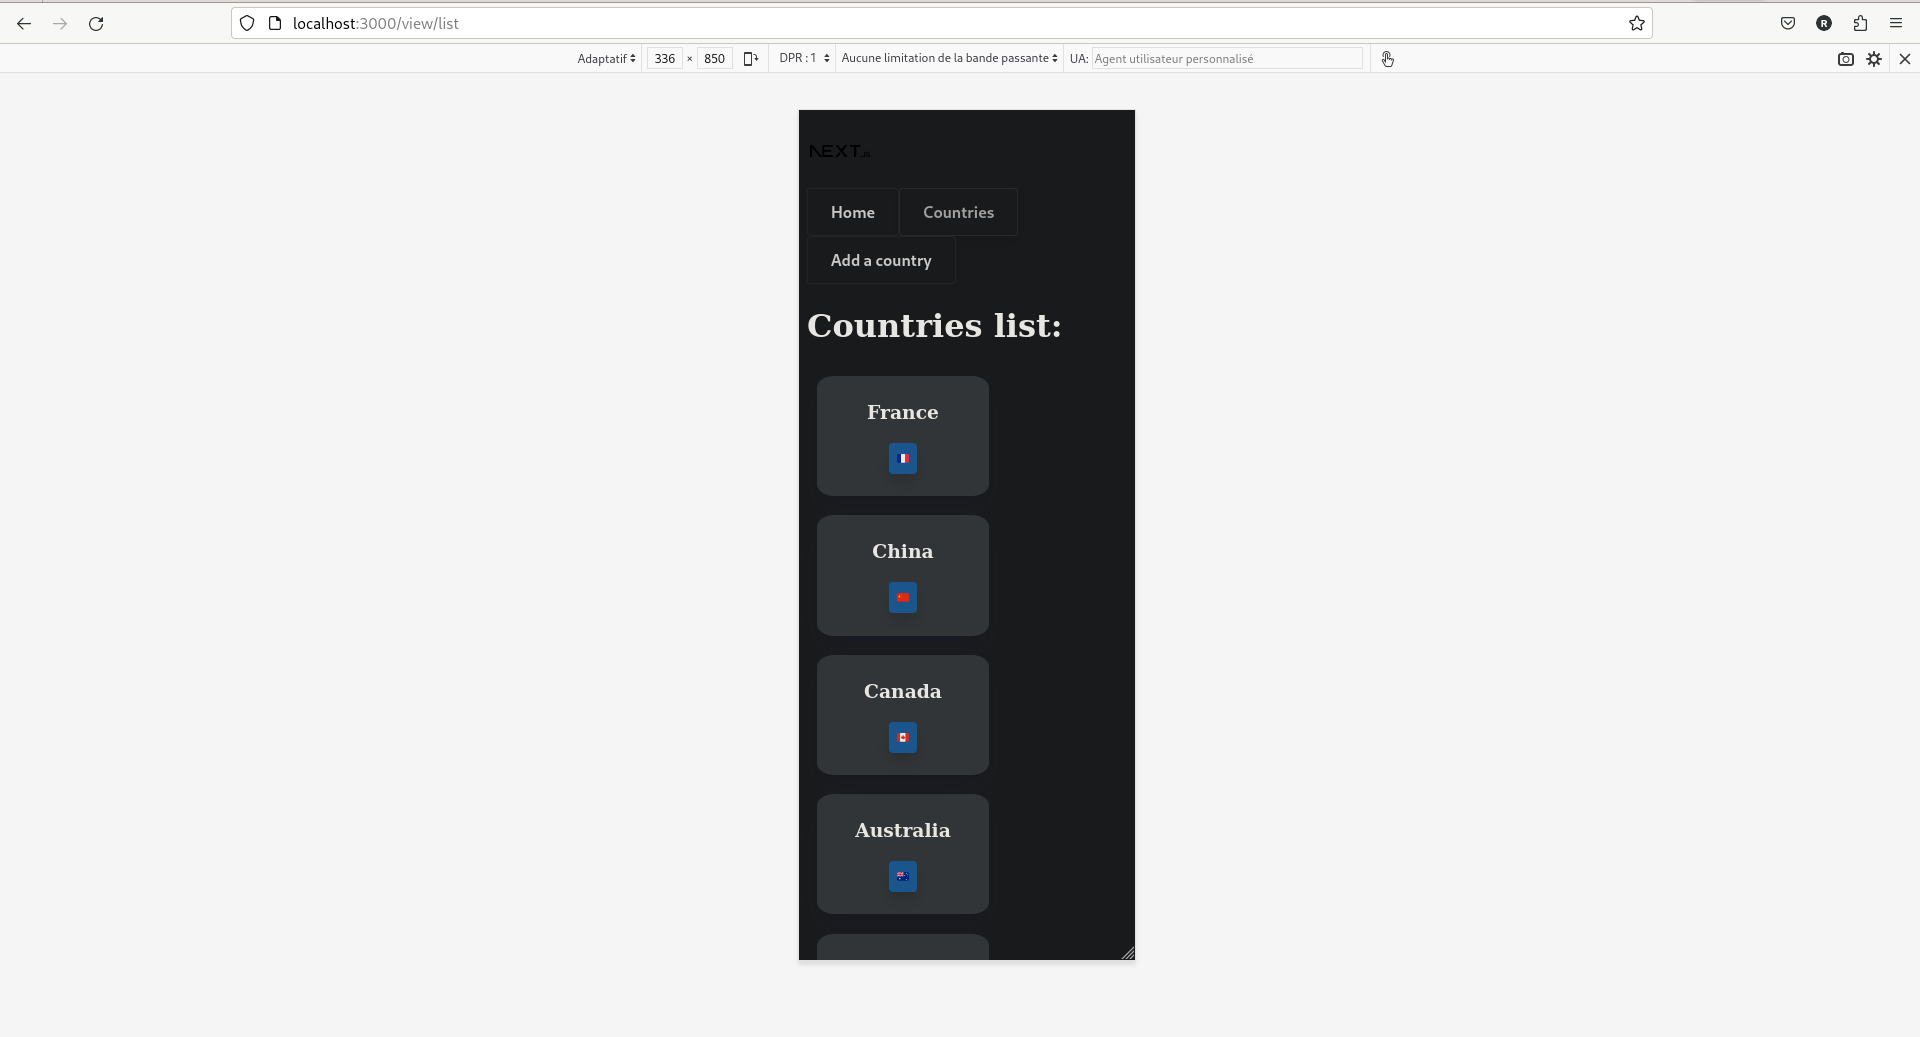 localhost:3000/view/list
Adaptatif 336 × 850 DPR : 1 Aucune limitation de la bande passante UA: Agent utilisateur personnalisé
R
NEXT.JS
Home Countries
Add a country
Countries list:
France
China
Canada
Australia